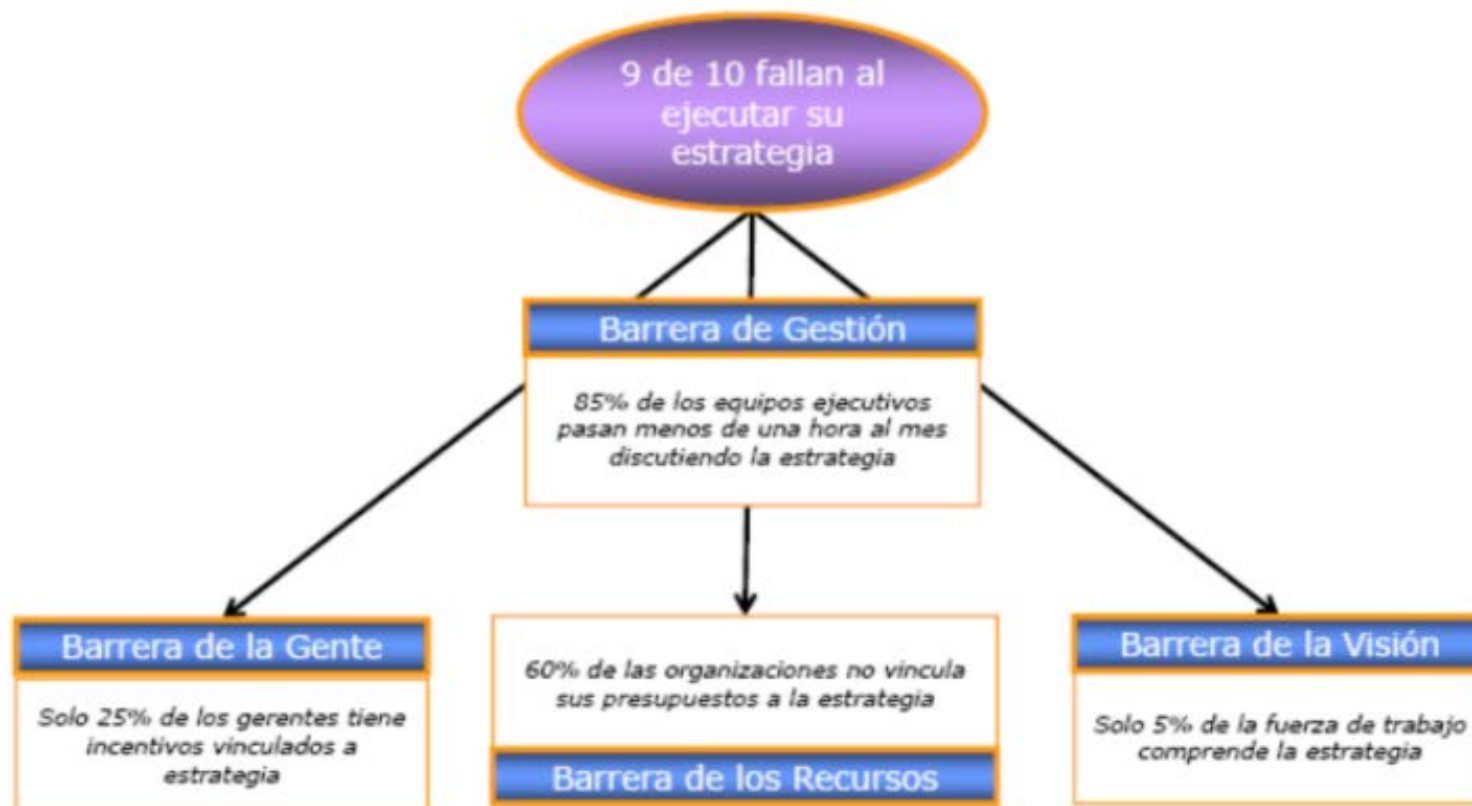 9 de 10 fallan al
ejecutar su
estrategia
Barrera de Gestión
85% de los equipos ejecutivos
pasan menos de una hora al mes
discutiendo la estrategia
Barrera de la Gente
Solo 25% de los gerentes tiene
incentivos vinculados a
estrategia
60% de las organizaciones no vincula
sus presupuestos a la estrategia
Barrera de los Recursos
Barrera de la Visión
Solo 5% de la fuerza de trabajo
comprende la estrategia